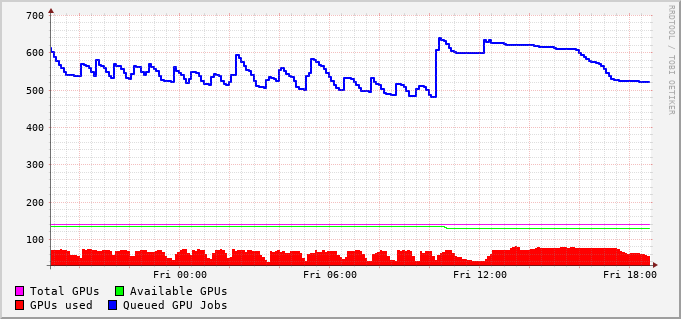 700
600
500
400
300
200
100
Fri 00:00 Fri 06:00 Fri 12:00 Fri 18:00
Total GPUs Available GPUs
GPUs used Queued GPU Jobs
RRDTOOL / TOBI OETIKER